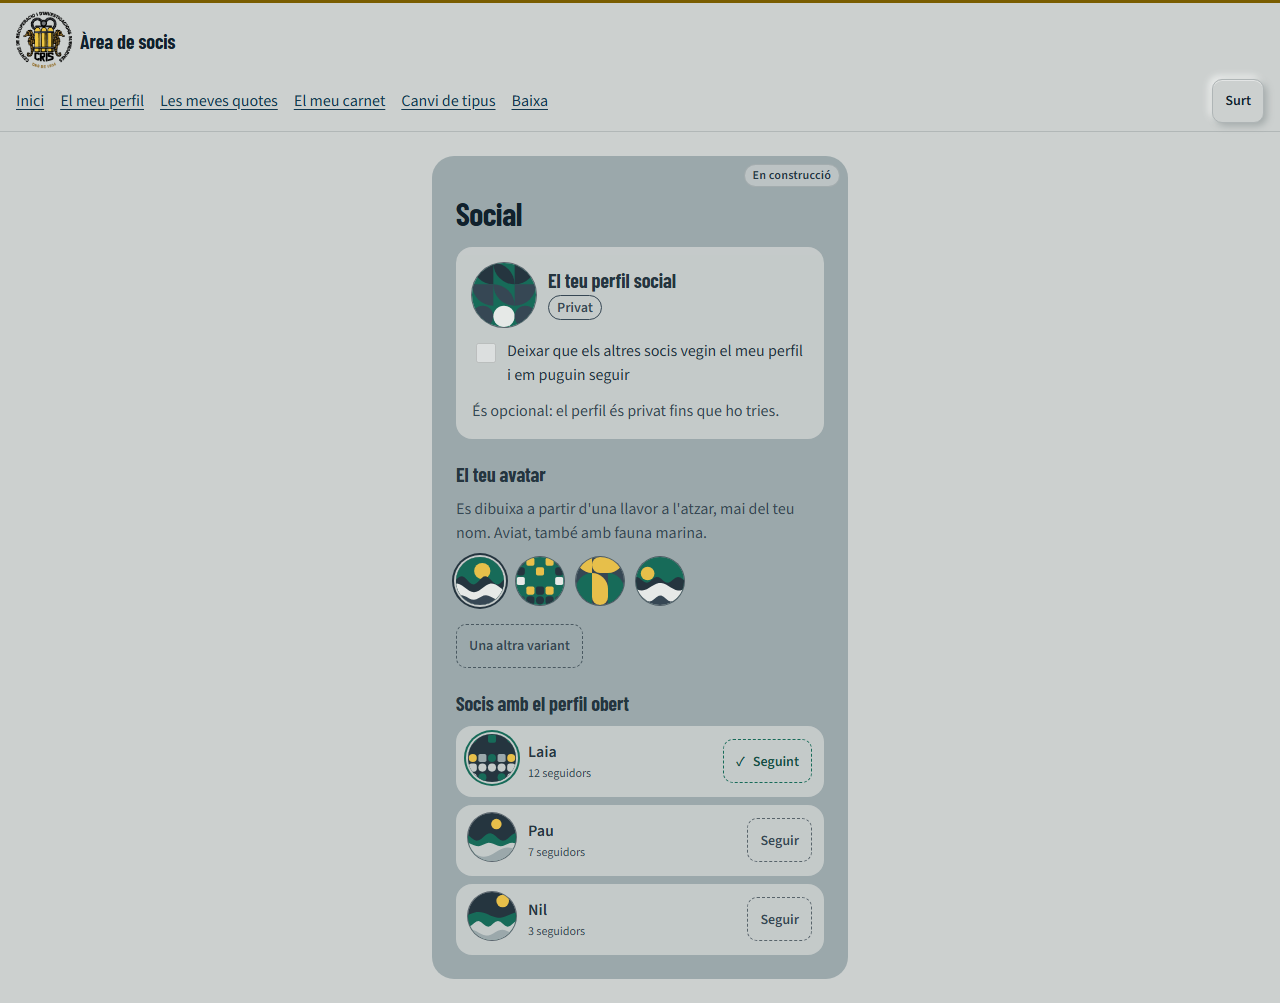 CRIS
Àrea de socis
Inici El meu perfil Les meves quotes El meu carnet Canvi de tipus Baixa Surt
En construcció
Social
El teu perfil social
Privat
Deixar que els altres socis vegin el meu perfil
i em puguin seguir
És opcional: el perfil és privat fins que ho tries.
El teu avatar
Es dibuixa a partir d'una llavor a l'atzar, mai del teu
nom. Aviat, també amb fauna marina.
Una altra variant
Socis amb el perfil obert
Laia
12 seguidors
✓ Seguint
Pau
7 seguidors
Seguir
Nil
3 seguidors
Seguir